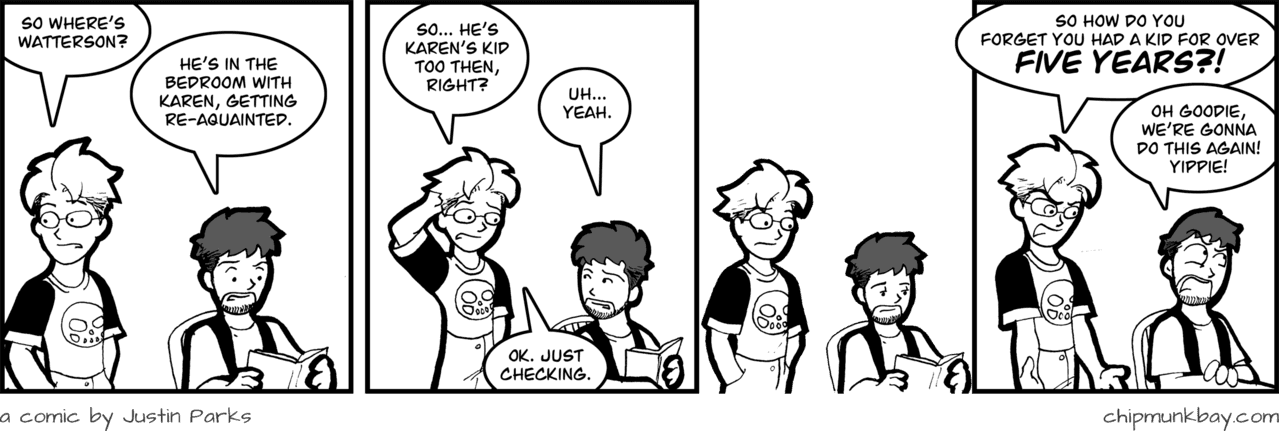 SO WHERE'S
WATTERSON?
HE'S IN THE
BEDROOM WITH
KAREN, GETTING
RE-AQUAINTED.
SO... HE'S
KAREN'S KID
TOO THEN,
RIGHT?
UH...
YEAH.
OK. JUST
CHECKING.
SO HOW DO YOU
FORGET YOU HAD A KID FOR OVER
FIVE YEARS?!
OH GOODIE,
WE'RE GONNA
DO THIS AGAIN!
YIPPIE!
a comic by Justin Parks
chipmunkbay.com